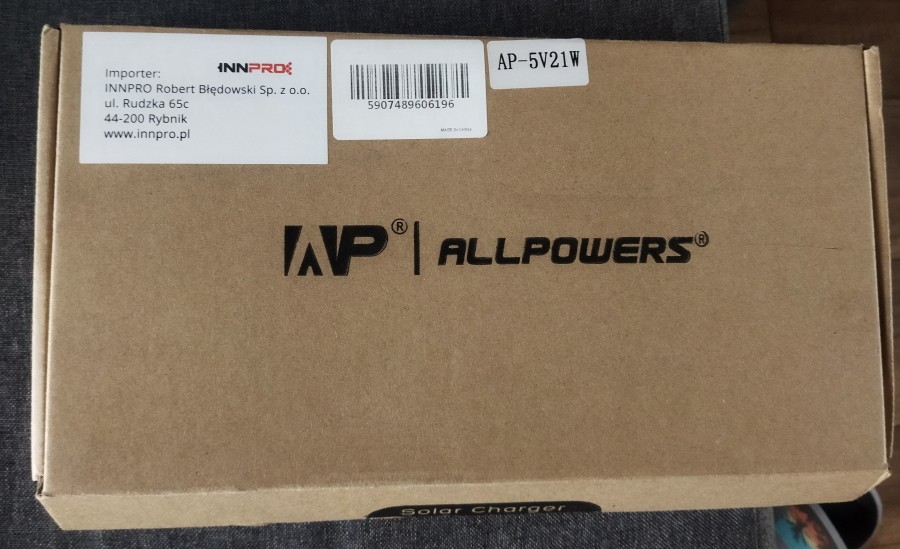 INNPRO
Importer:
INNPRO Robert Błędowski Sp. z o.o.
ul. Rudzka 65c
44-200 Rybnik
www.innpro.pl
5907489606196
MADE IN CHINA
AP-5V21W
AP® | ALLPOWERS®
Solar Charger